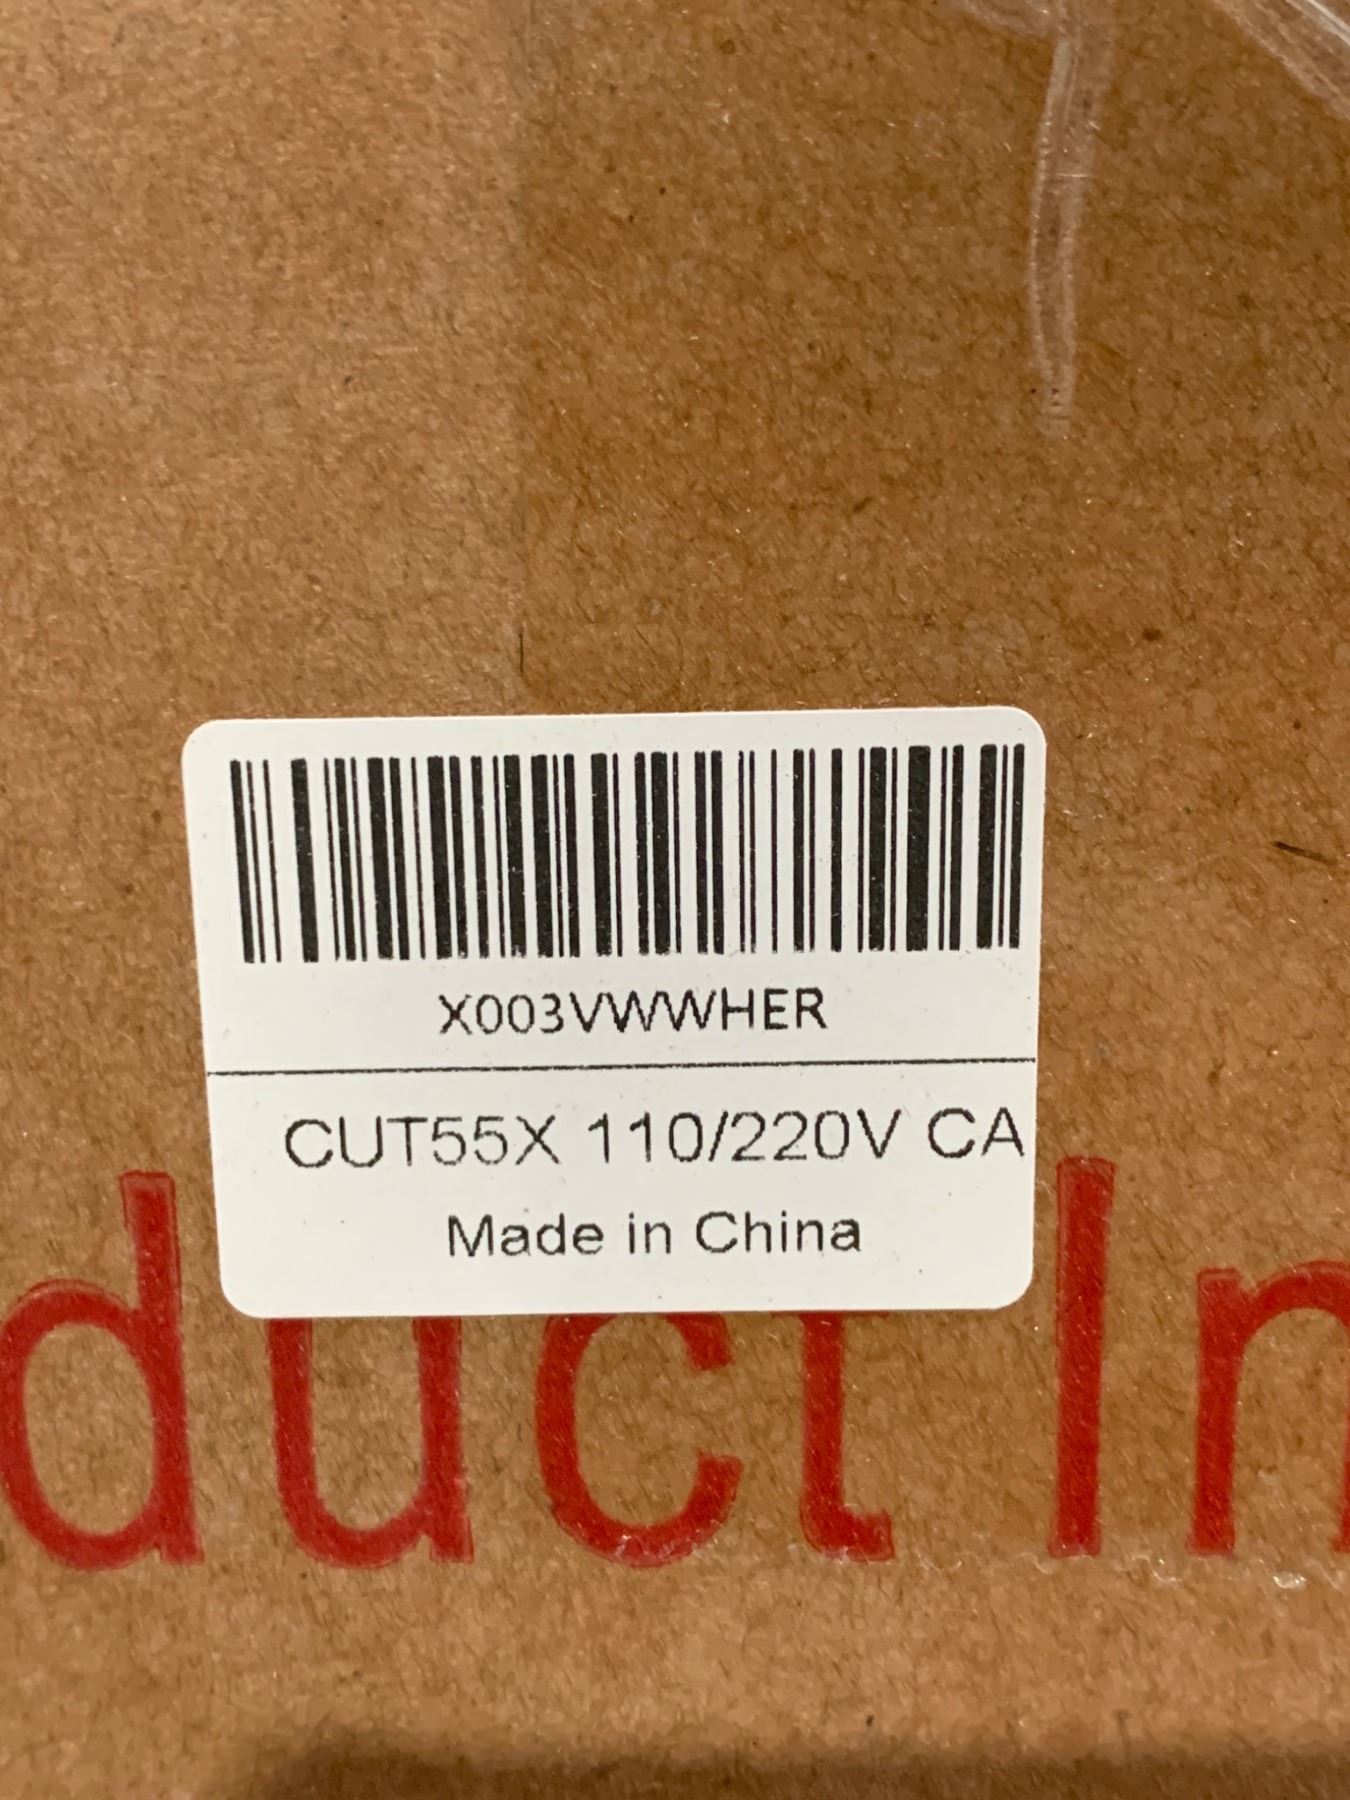 X003VWWHER
CUT55X 110/220V CA
Made in China
duct In